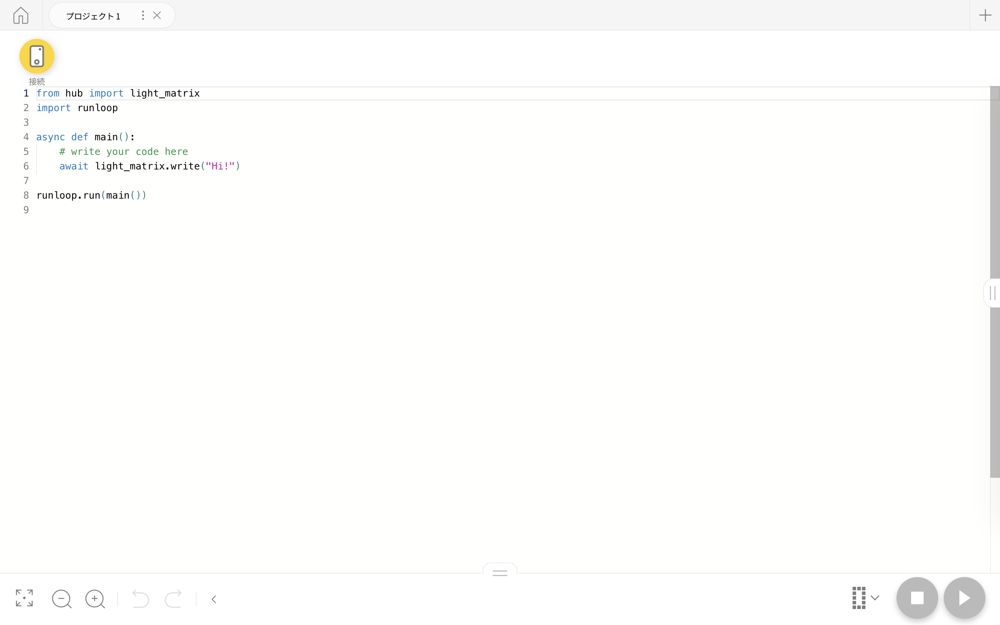 プロジェクト 1
接続
1 from hub import light_matrix
2 import runloop
3
4 async def main():
5     # write your code here
6     await light_matrix.write("Hi!")
7
8 runloop.run(main())
9